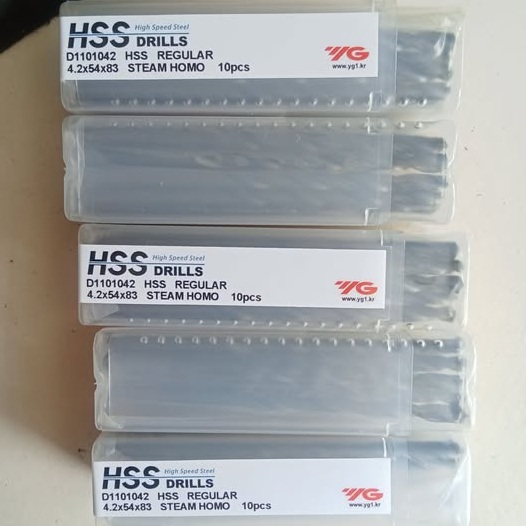 HSS High Speed Steel
DRILLS
D1101042 HSS REGULAR
4.2x54x83 STEAM HOMO 10pcs
YG
www.yg1.kr
HSS High Speed Steel
DRILLS
D1101042 HSS REGULAR
4.2x54x83 STEAM HOMO 10pcs
YG
www.yg1.kr
HSS High Speed Steel
DRILLS
D1101042 HSS REGULAR
4.2x54x83 STEAM HOMO 10pcs
YG
www.yg1.kr